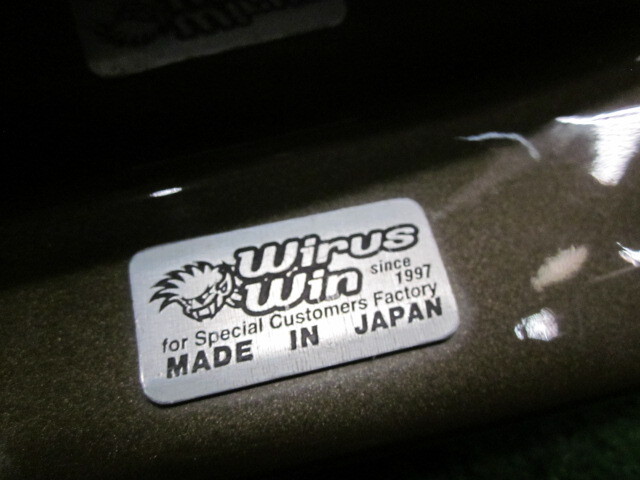 Wirus
Win since
1997
for Special Customers Factory
MADE IN JAPAN